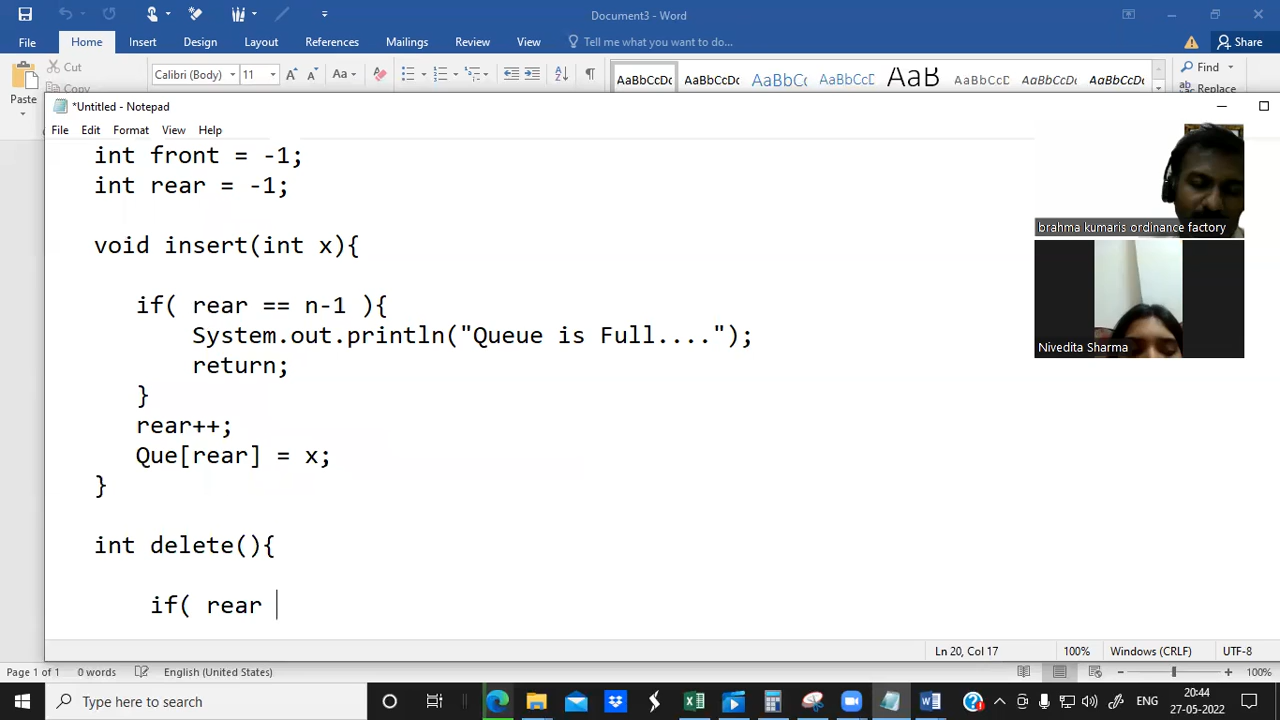 Document3 - Word
File Home Insert Design Layout References Mailings Review View Tell me what you want to do... Share
Cut Calibri (Body) 11 Aa AaBbCcDc AaBbCcDc AaBbCc AaBbCcD AaB AaBbCcD AaBbCcDc AaBbCcDc Find
Copy
Paste Replace
*Untitled - Notepad
File Edit Format View Help
int front = -1;
int rear = -1;
void insert(int x){
if( rear == n-1 ){
System.out.println("Queue is Full....");
return;
}
rear++;
Que[rear] = x;
}
int delete(){
if( rear
brahma kumaris ordinance factory
Nivedita Sharma
Ln 20, Col 17 100% Windows (CRLF) UTF-8
Page 1 of 1 0 words English (United States) 100%
Type here to search ENG 20:44
27-05-2022